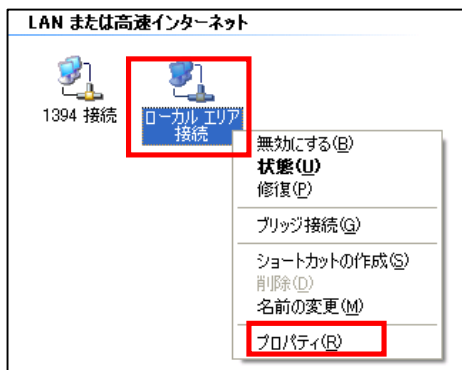 LAN または高速インターネット
1394 接続
ローカル エリア
接続
無効にする(B)
状態(U)
修復(P)
ブリッジ接続(G)
ショートカットの作成(S)
削除(D)
名前の変更(M)
プロパティ(R)